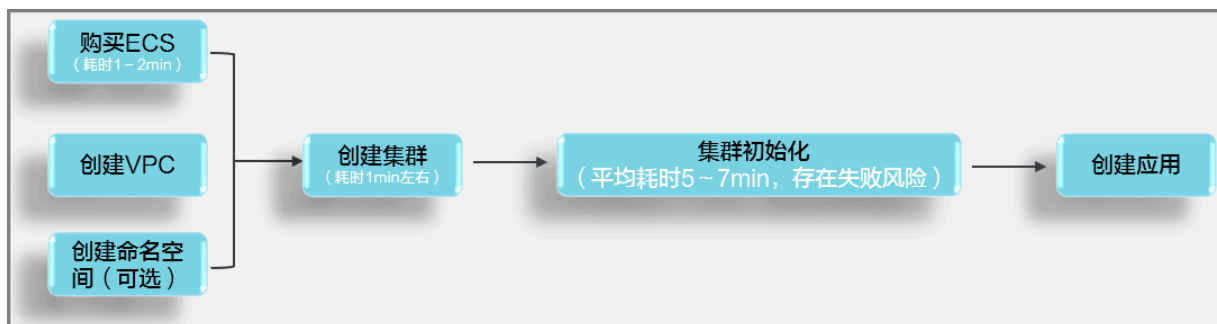 购买ECS
（耗时1－2min）
创建VPC
创建命名空
间（可选）
创建集群
（耗时1min左右）
集群初始化
（平均耗时5～7min，存在失败风险）
创建应用